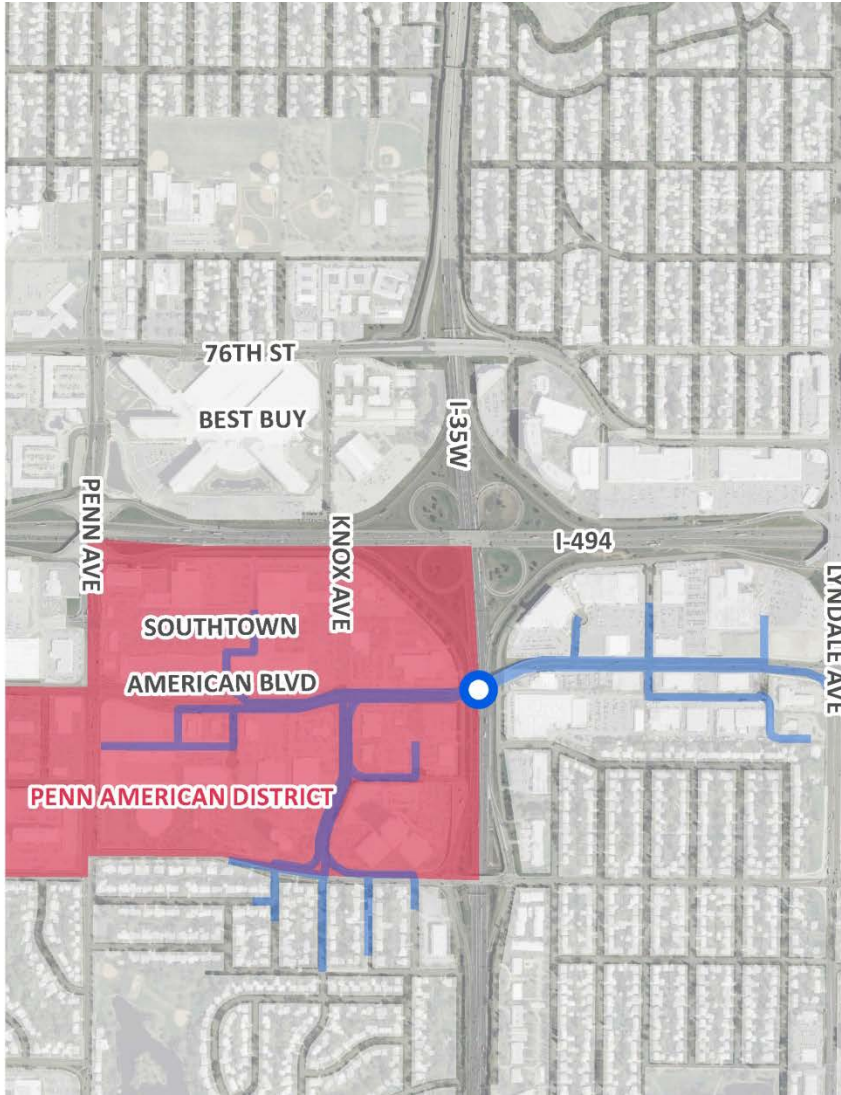 76TH ST
BEST BUY
I-35W
PENN AVE
KNOX AVE
I-494
LYNDALE AVE
SOUTHTOWN
AMERICAN BLVD
PENN AMERICAN DISTRICT